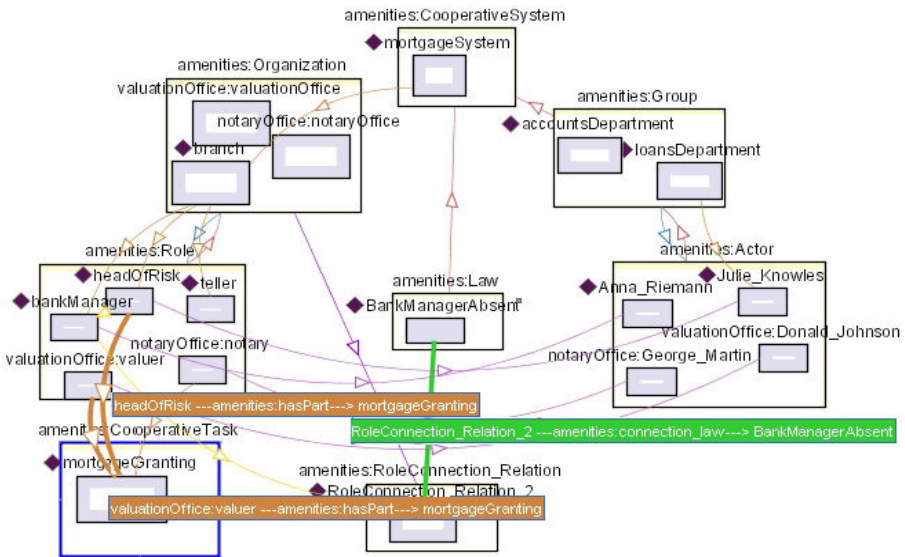 amenities:CooperativeSystem
mortgageSystem
amenities:Organization
valuationOffice:valuationOffice
notaryOffice:notaryOffice
branch
amenities:Group
accountsDepartment
loansDepartment
amenities:Role
headOfRisk
teller
bankManager
valuationOffice:valuer
notaryOffice:notary
amenities:Law
BankManagerAbsent
amenities:Actor
Julie_Knowles
Anna_Riemann
valuationOffice:Donald_Johnson
notaryOffice:George_Martin
headOfRisk ---amenities:hasPart---> mortgageGranting
RoleConnection_Relation_2 ---amenities:connection_law---> BankManagerAbsent
amenities:CooperativeTask
mortgageGranting
amenities:RoleConnection_Relation
RoleConnection_Relation_2
valuationOffice:valuer ---amenities:hasPart---> mortgageGranting